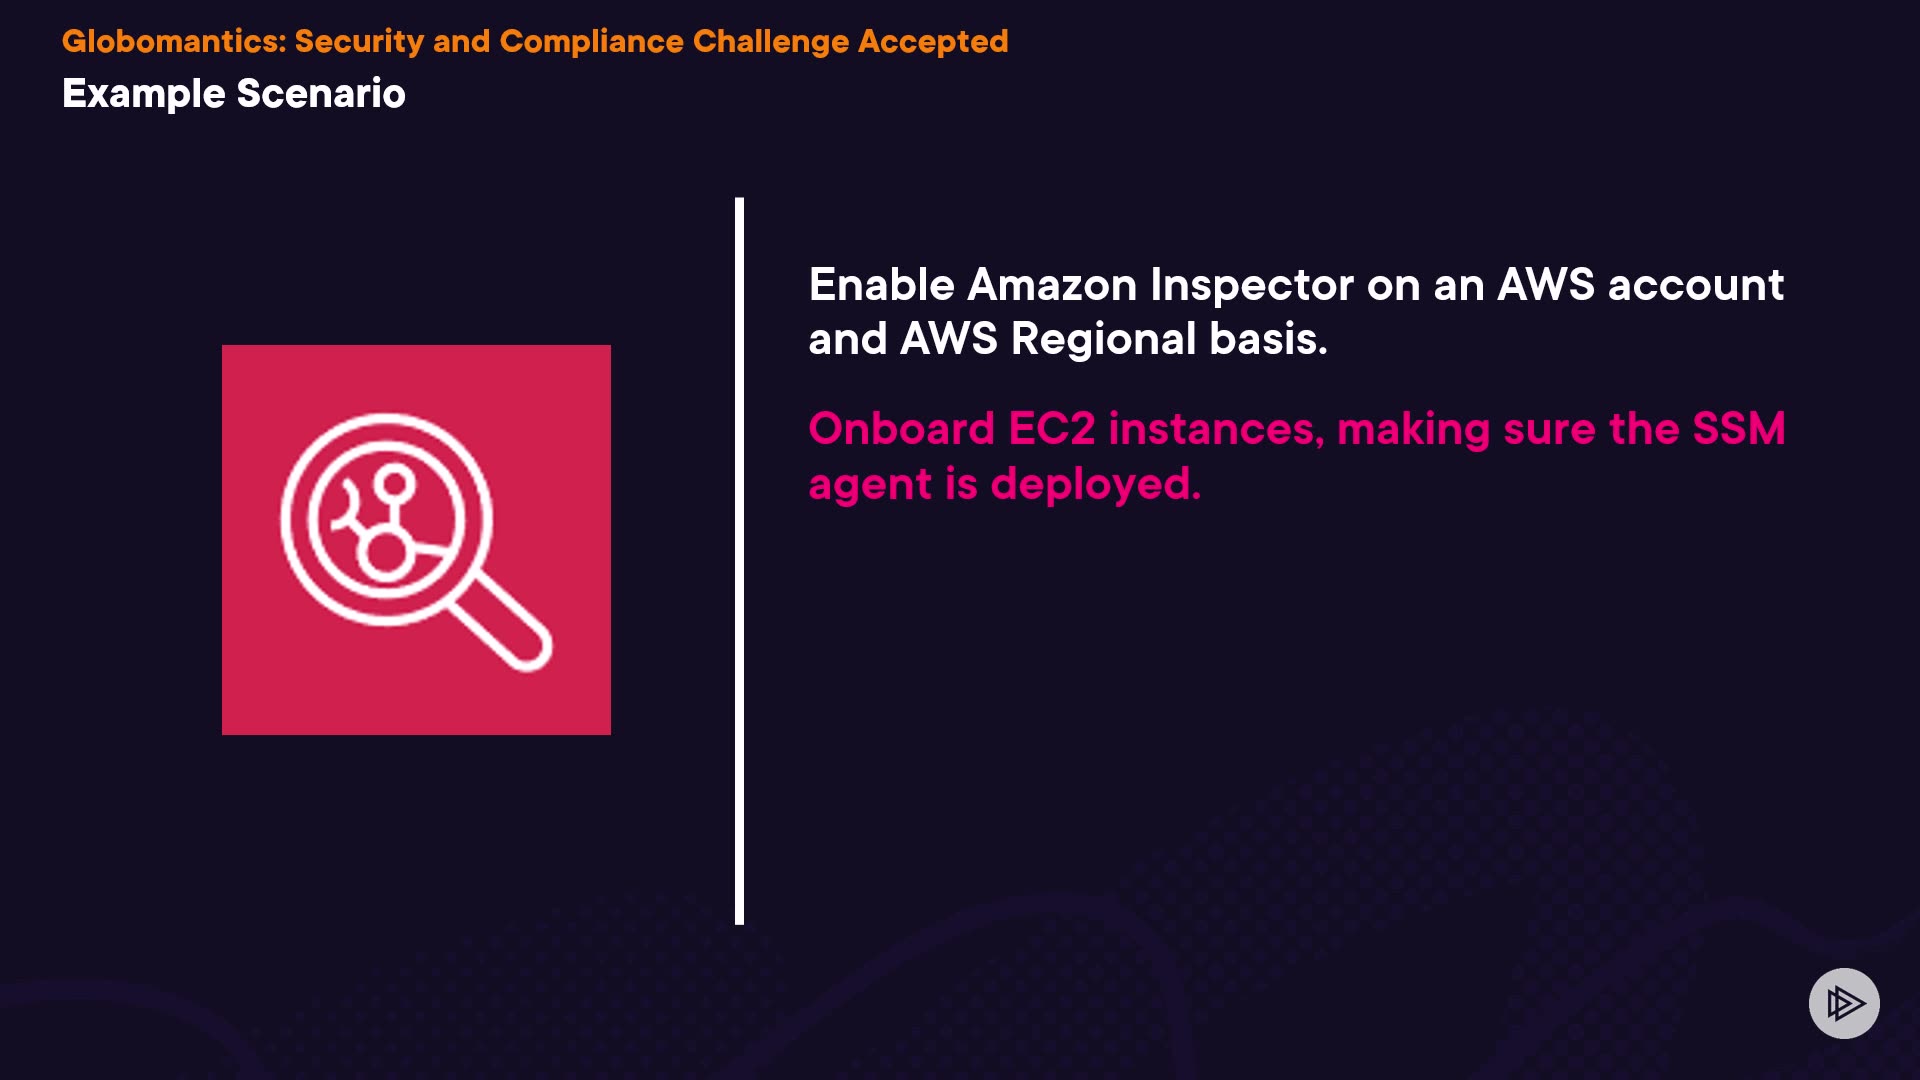 Globomantics: Security and Compliance Challenge Accepted
Example Scenario
Enable Amazon Inspector on an AWS account
and AWS Regional basis.
Onboard EC2 instances, making sure the SSM
agent is deployed.